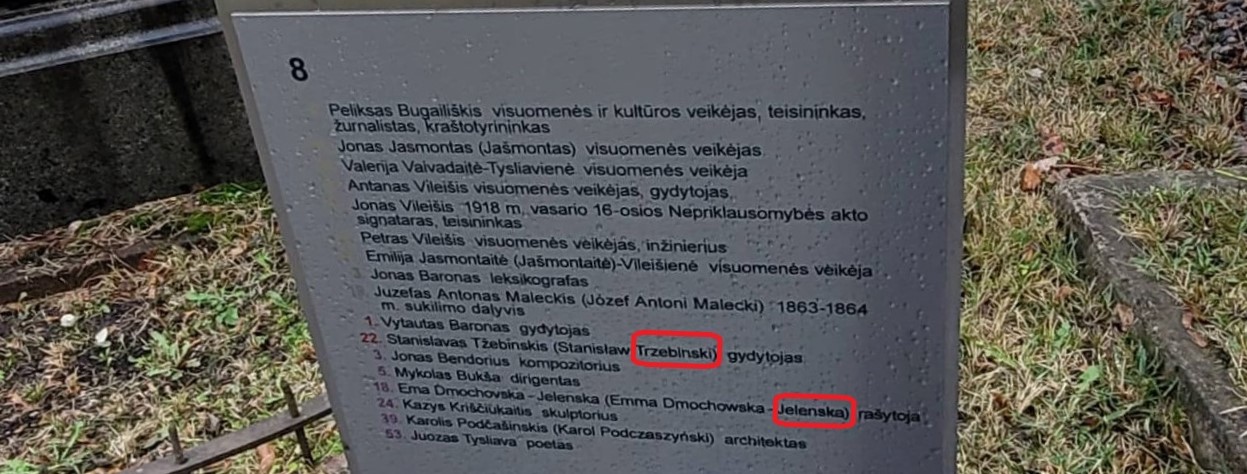 8
Peliksas Bugailiškis visuomenės ir kultūros veikėjas, teisininkas,
žurnalistas, kraštotyrininkas
Jonas Jasmontas (Jašmontas) visuomenės veikėjas
Valerija Vaivadaitė-Tysliavienė visuomenės veikėja
Antanas Vileišis visuomenės veikėjas, gydytojas,
Jonas Vileišis 1918 m. vasario 16-osios Nepriklausomybės akto
signataras, teisininkas
Petras Vileišis visuomenės veikėjas, inžinierius
Emilija Jasmontaitė (Jašmontaitė)-Vileišienė visuomenės veikėja
Jonas Baronas leksikografas
Juzefas Antonas Maleckis (Józef Antoni Malecki) 1863-1864
m. sukilimo dalyvis
1. Vytautas Baronas gydytojas
22. Stanislavas Tžebinskis (Stanisław Trzebinski) gydytojas
3. Jonas Bendorius kompozitorius
5. Mykolas Bukša dirigentas
18. Ema Dmochovska-Jelenska (Emma Dmochowska-Jelenska) rašytoja
24. Kazys Kriščiukaitis skulptorius
39. Karolis Podčašinskis (Karol Podczaszyński) architektas
53. Juozas Tysliava poetas